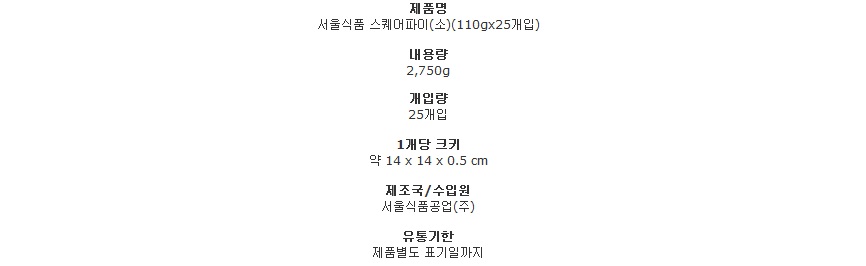 제품명
서울식품 스퀘어파이(소)(110gx25개입)
내용량
2,750g
개입량
25개입
1개당 크키
약 14 x 14 x 0.5 cm
제조국/수입원
서울식품공업(주)
유통기한
제품별도 표기일까지